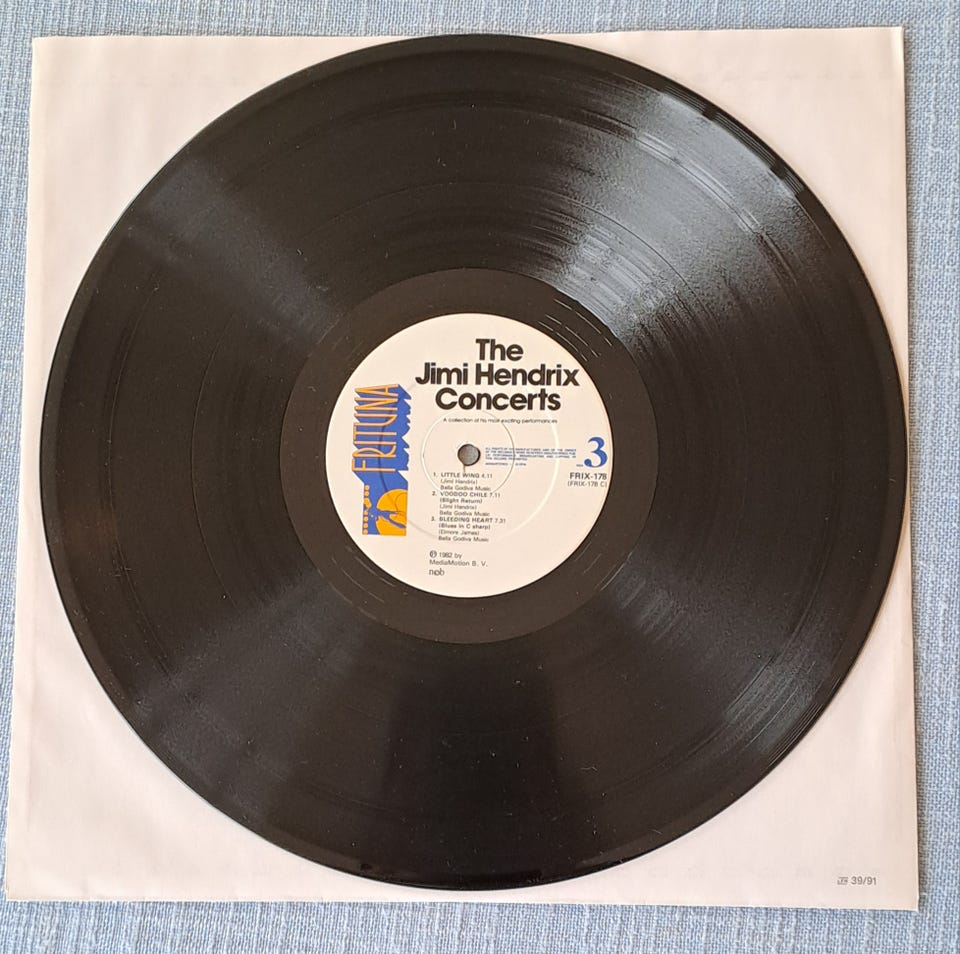 The
Jimi Hendrix
Concerts
A collection of his most exciting performances
FRITUNA
3
FRIX-178
(FRIX-178 C)
1. LITTLE WING 4.11
(Jimi Hendrix)
Bella Godiva Music
2. VOODOO CHILE 7.11
(Slight Return)
(Jimi Hendrix)
Bella Godiva Music
3. BLEEDING HEART 7.31
(Blues in C sharp)
(Elmore James)
Bella Godiva Music
Ⓟ 1982 by
MediaMotion B. V.
ncb
39/91